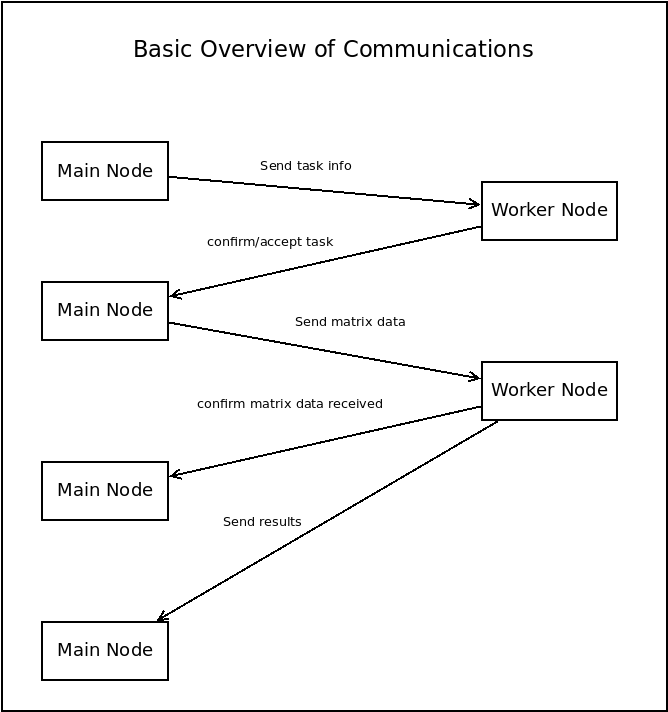 Basic Overview of Communications
Main Node
Send task info
Worker Node
confirm/accept task
Main Node
Send matrix data
Worker Node
confirm matrix data received
Main Node
Send results
Main Node